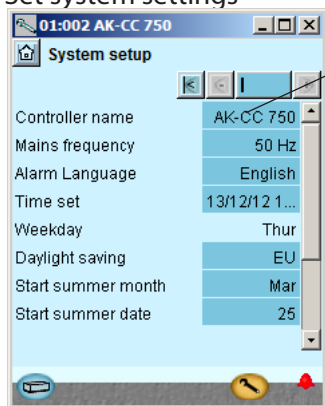 Set system settings
01:002 AK-CC 750
System setup
Controller name AK-CC 750
Mains frequency 50 Hz
Alarm Language English
Time set 13/12/12 1...
Weekday Thur
Daylight saving EU
Start summer month Mar
Start summer date 25